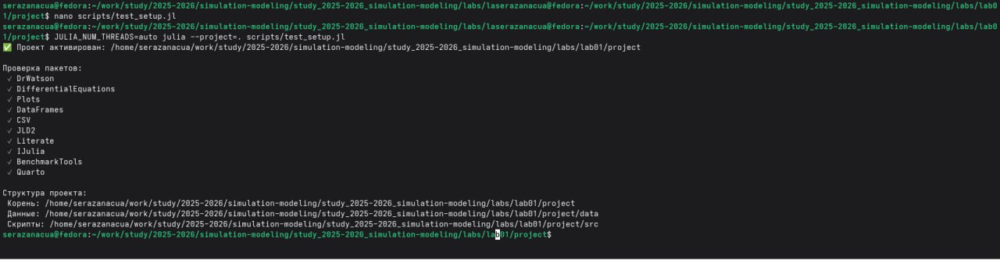 serazanacua@fedora:~/work/study/2025-2026/simulation-modeling/study_2025-2026_simulation-modeling/labs/laserazanacua@fedora:~/work/study/2025-2026/simulation-modeling/study_2025-2026_simulation-modeling/labs/lab0
1/project$ nano scripts/test_setup.jl
serazanacua@fedora:~/work/study/2025-2026/simulation-modeling/study_2025-2026_simulation-modeling/labs/laserazanacua@fedora:~/work/study/2025-2026/simulation-modeling/study_2025-2026_simulation-modeling/labs/lab0
1/project$ JULIA_NUM_THREADS=auto julia --project=. scripts/test_setup.jl
✅ Проект активирован: /home/serazanacua/work/study/2025-2026/simulation-modeling/study_2025-2026_simulation-modeling/labs/lab01/project
Проверка пакетов:
✓ DrWatson
✓ DifferentialEquations
✓ Plots
✓ DataFrames
✓ CSV
✓ JLD2
✓ Literate
✓ IJulia
✓ BenchmarkTools
✓ Quarto
Структура проекта:
Корень: /home/serazanacua/work/study/2025-2026/simulation-modeling/study_2025-2026_simulation-modeling/labs/lab01/project
Данные: /home/serazanacua/work/study/2025-2026/simulation-modeling/study_2025-2026_simulation-modeling/labs/lab01/project/data
Скрипты: /home/serazanacua/work/study/2025-2026/simulation-modeling/study_2025-2026_simulation-modeling/labs/lab01/project/src
serazanacua@fedora:~/work/study/2025-2026/simulation-modeling/study_2025-2026_simulation-modeling/labs/lab01/project$